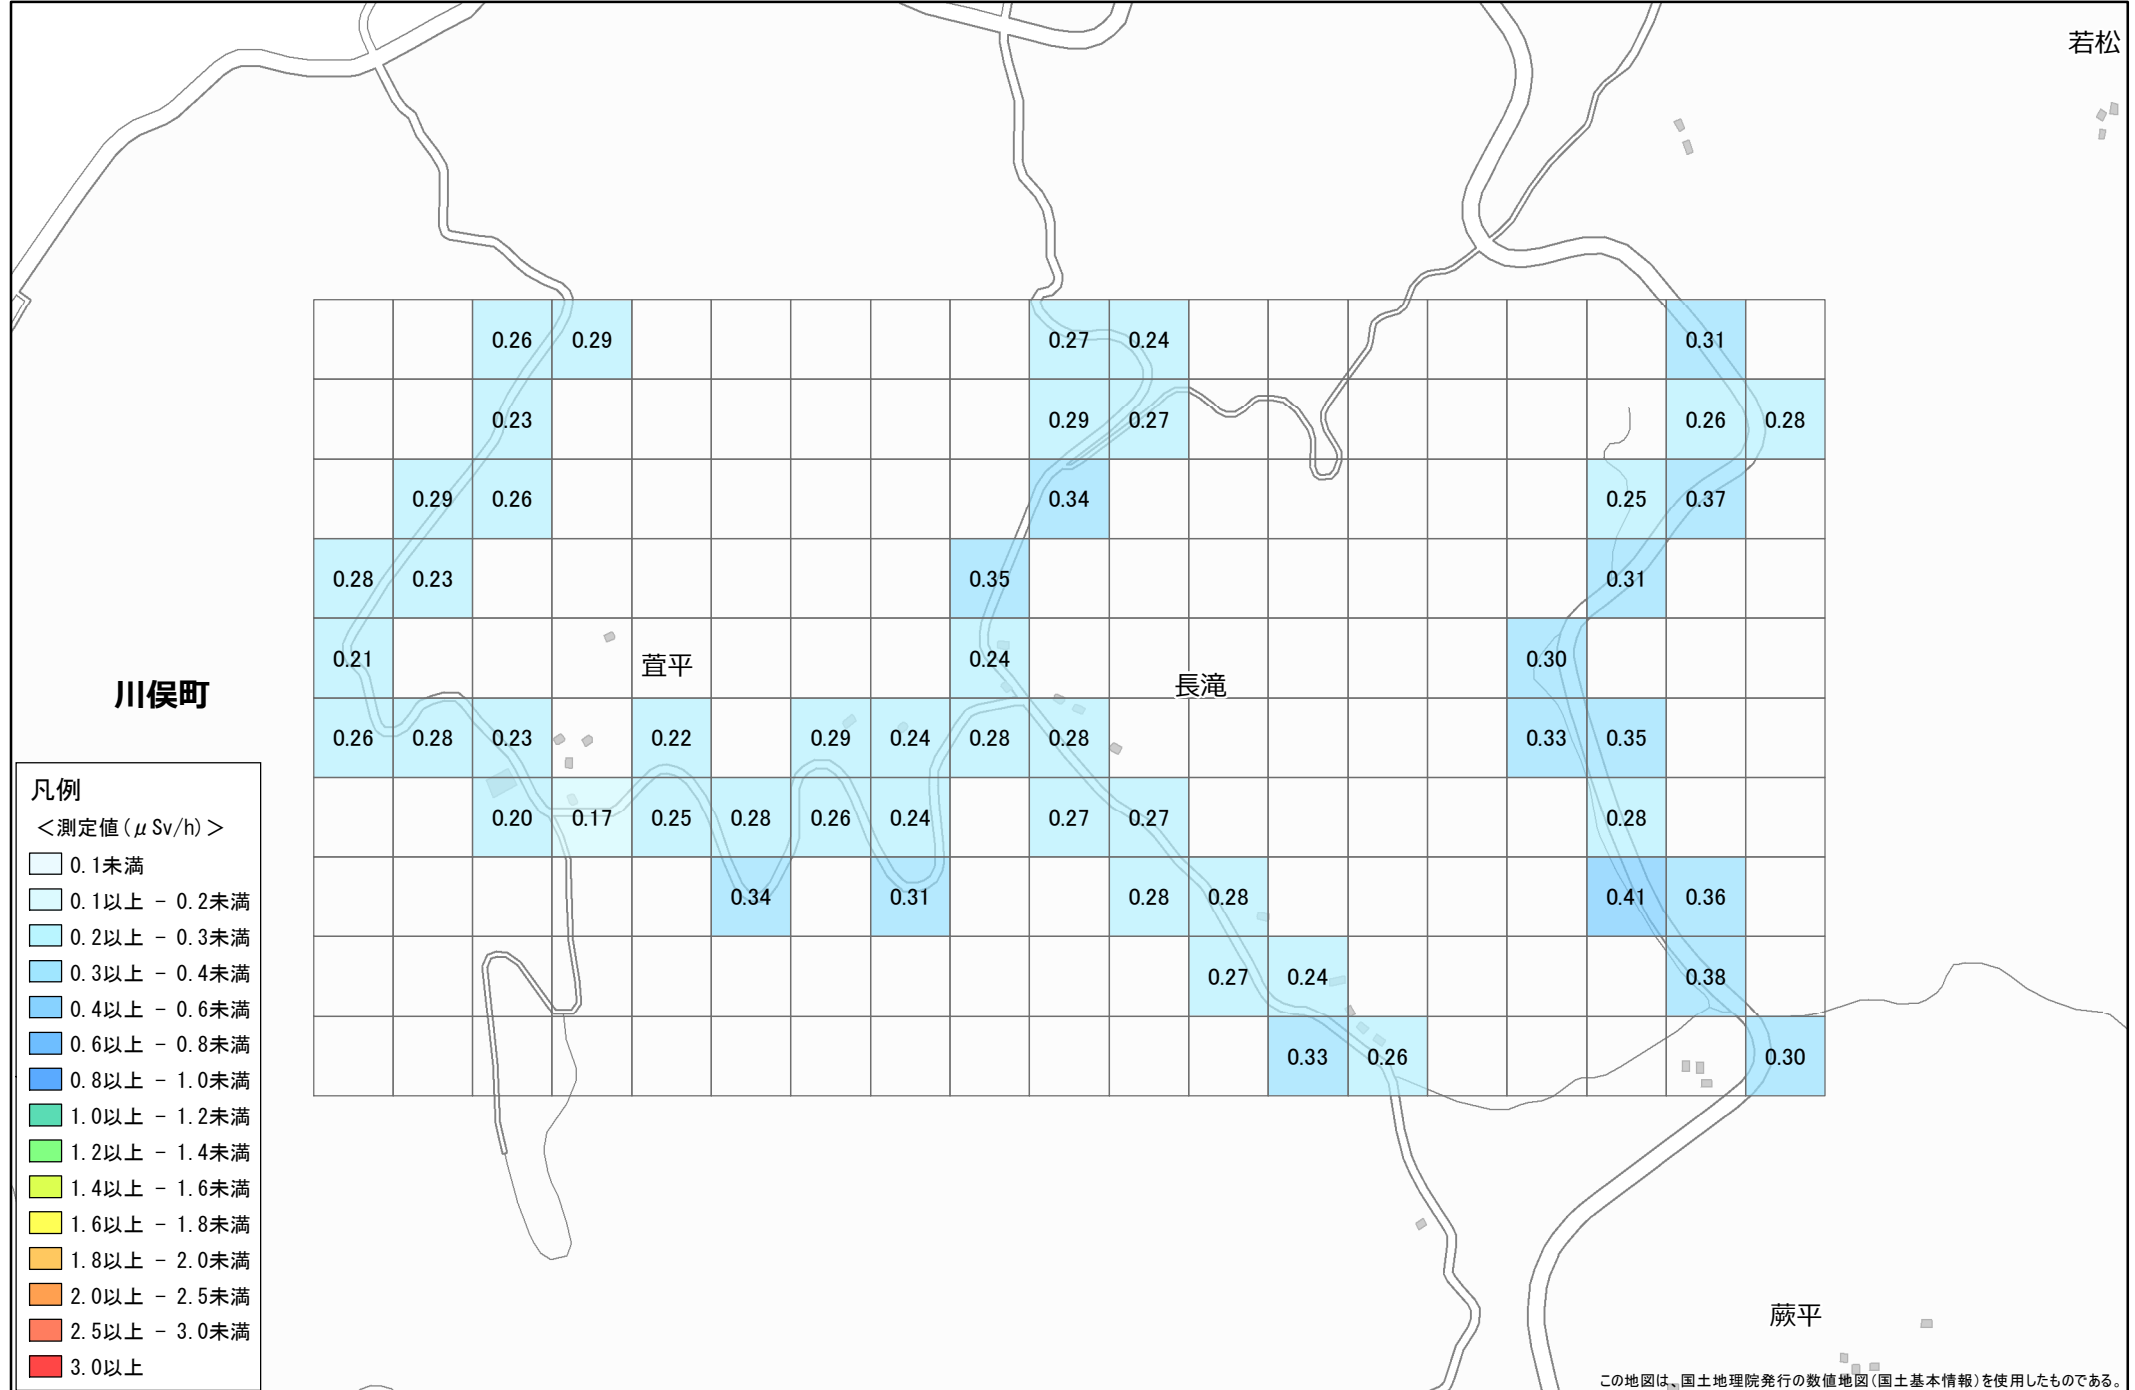 若松
0.26 0.29 0.27 0.24 0.31
0.23 0.29 0.27 0.26 0.28
0.29 0.26 0.34 0.25 0.37
0.28 0.23 0.35 0.31
0.21 0.24 0.30
萱平
長滝
川俣町
0.26 0.28 0.23 0.22 0.29 0.24 0.28 0.28 0.33 0.35
0.20 0.17 0.25 0.28 0.26 0.24 0.27 0.27 0.28
0.34 0.31 0.28 0.28 0.41 0.36
0.27 0.24 0.38
0.33 0.26 0.30
凡例
＜測定値(μSv/h)＞
0.1未満
0.1以上 - 0.2未満
0.2以上 - 0.3未満
0.3以上 - 0.4未満
0.4以上 - 0.6未満
0.6以上 - 0.8未満
0.8以上 - 1.0未満
1.0以上 - 1.2未満
1.2以上 - 1.4未満
1.4以上 - 1.6未満
1.6以上 - 1.8未満
1.8以上 - 2.0未満
2.0以上 - 2.5未満
2.5以上 - 3.0未満
3.0以上
蕨平
この地図は、国土地理院発行の数値地図(国土基本情報)を使用したものである。